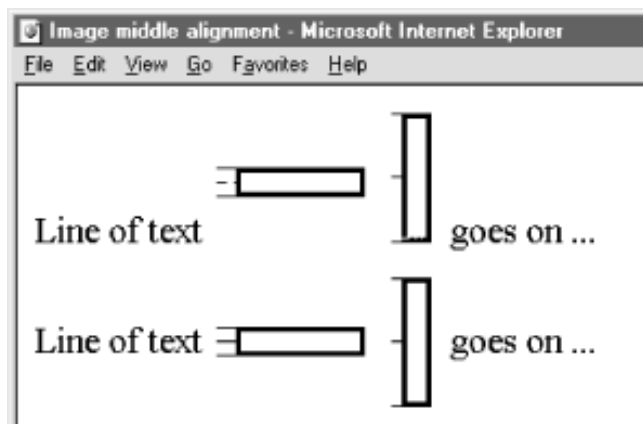 Image middle alignment - Microsoft Internet Explorer
File Edit View Go Favorites Help
Line of text goes on ...
Line of text goes on ...